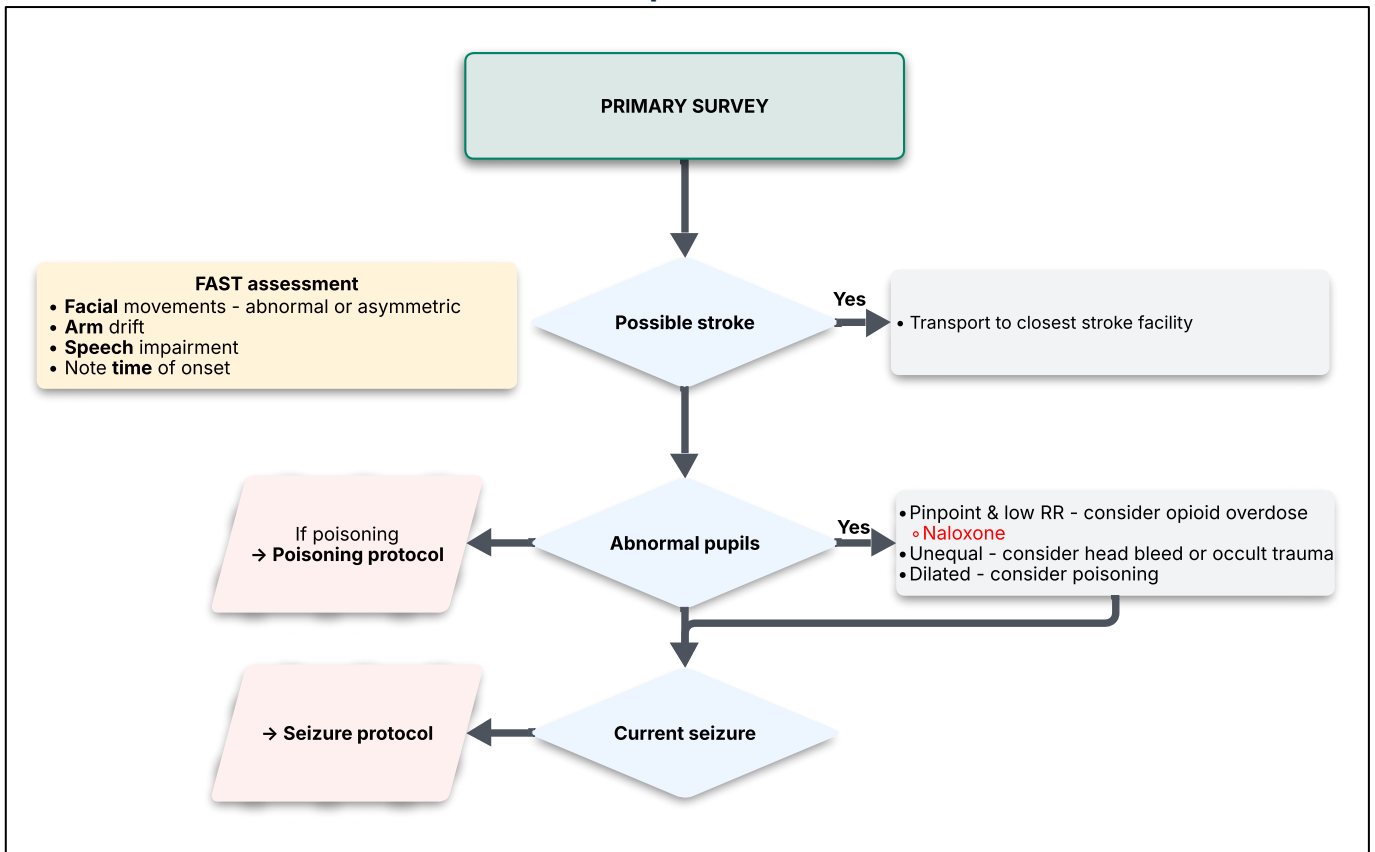 PRIMARY SURVEY
FAST assessment
• Facial movements - abnormal or asymmetric
• Arm drift
• Speech impairment
• Note time of onset
Possible stroke
Yes
• Transport to closest stroke facility
If poisoning
→ Poisoning protocol
Abnormal pupils
Yes
• Pinpoint & low RR - consider opioid overdose
◦ Naloxone
• Unequal - consider head bleed or occult trauma
• Dilated - consider poisoning
→ Seizure protocol
Current seizure